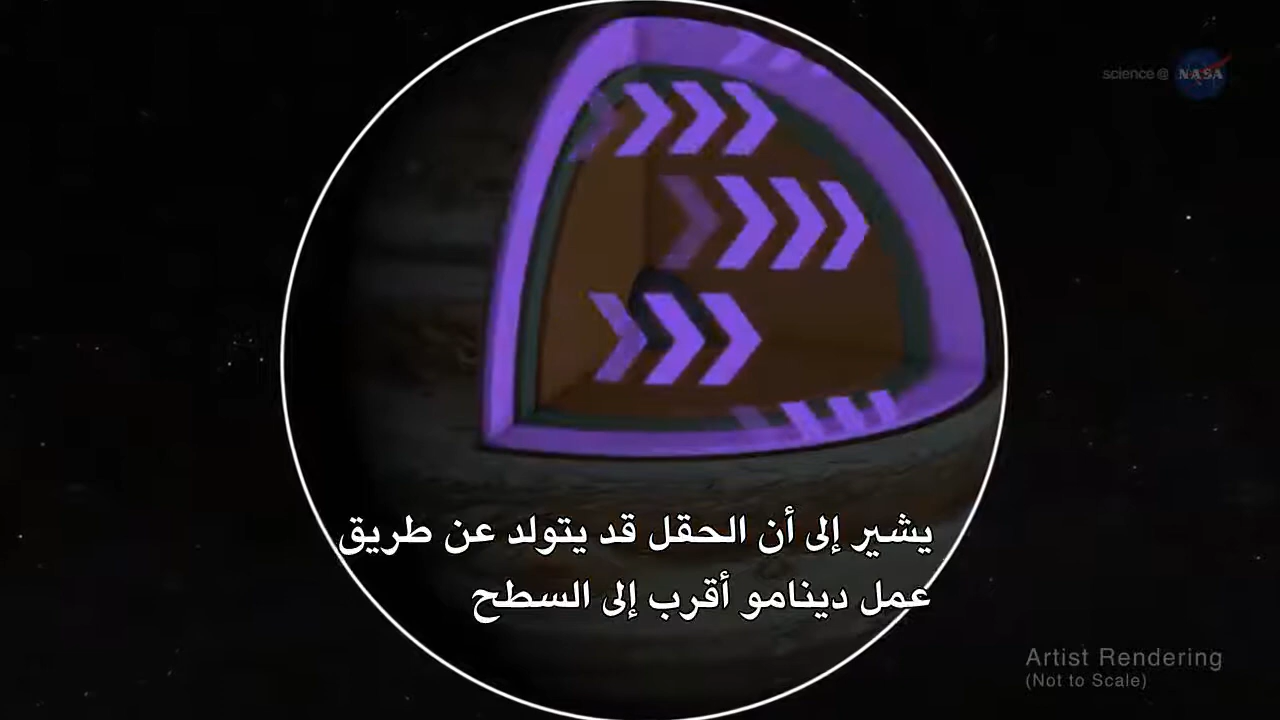 science@ NASA
يشير إلى أن الحقل قد يتولد عن طريق
عمل دينامو أقرب إلى السطح
Artist Rendering
(Not to Scale)